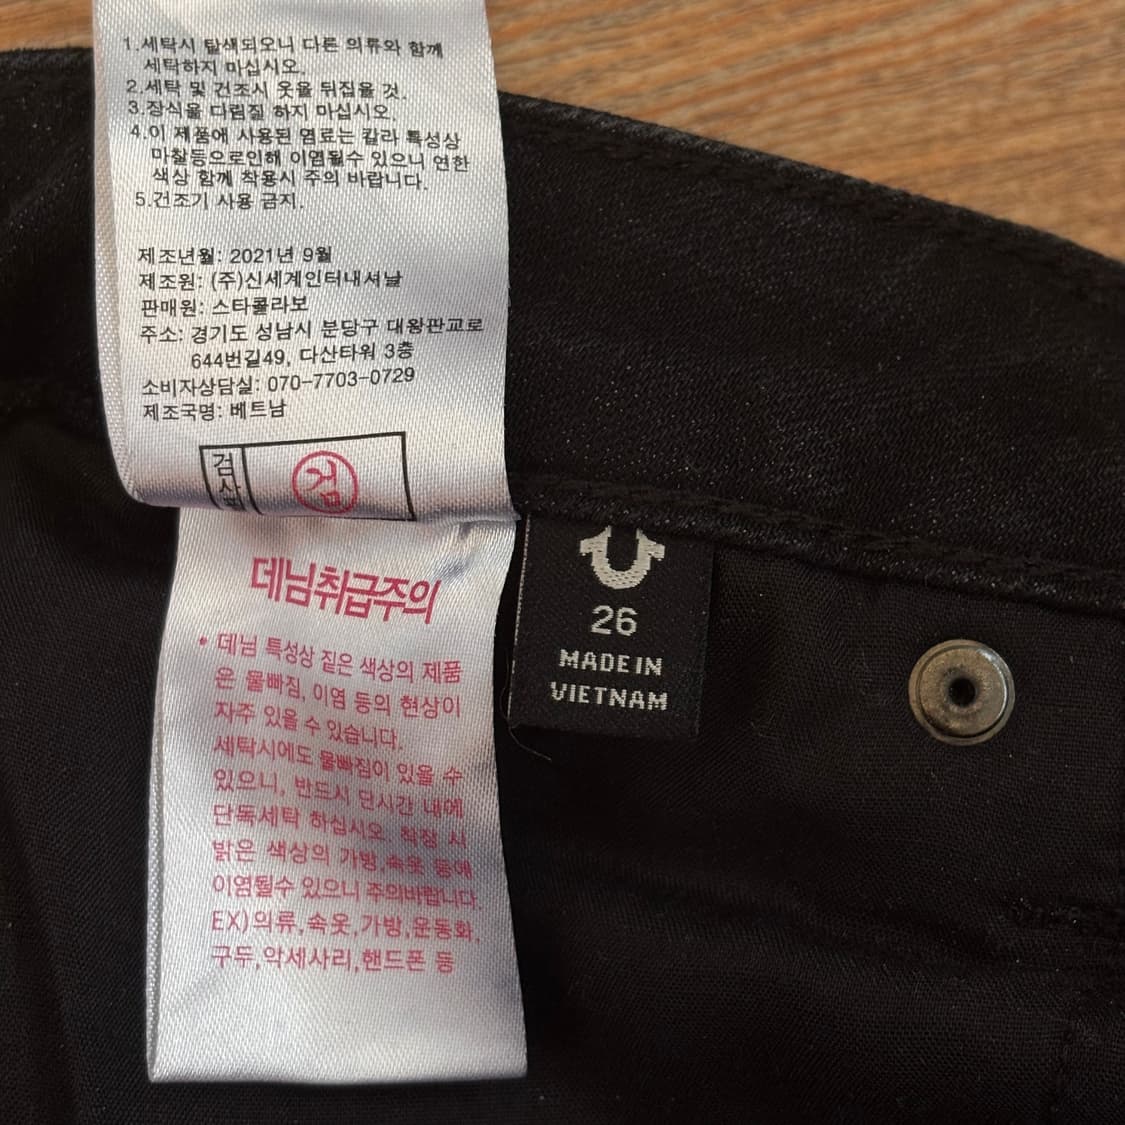 1.세탁시 탈색되오니 다른 의류와 함께
세탁하지 마십시오.
2.세탁 및 건조시 옷을 뒤집을 것.
3.장식을 다림질 하지 마십시오.
4.이 제품에 사용된 염료는 칼라 특성상
마찰등으로인해 이염될수 있으니 연한
색상 함께 착용시 주의 바랍니다.
5.건조기 사용 금지.
제조년월: 2021년 9월
제조원: (주)신세계인터내셔날
판매원: 스타콜라보
주소: 경기도 성남시 분당구 대왕판교로
644번길49, 다산타워 3층
소비자상담실: 070-7703-0729
제조국명: 베트남
데님취급주의
• 데님 특성상 짙은 색상의 제품
은 물빠짐, 이염 등의 현상이
자주 있을 수 있습니다.
세탁시에도 물빠짐이 있을 수
있으니, 반드시 단시간 내에
단독세탁 하십시오. 착장 시
밝은 색상의 가방,속옷 등에
이염될수 있으니 주의바랍니다.
EX)의류,속옷,가방,운동화,
구두,악세사리,핸드폰 등
26
MADE IN
VIETNAM